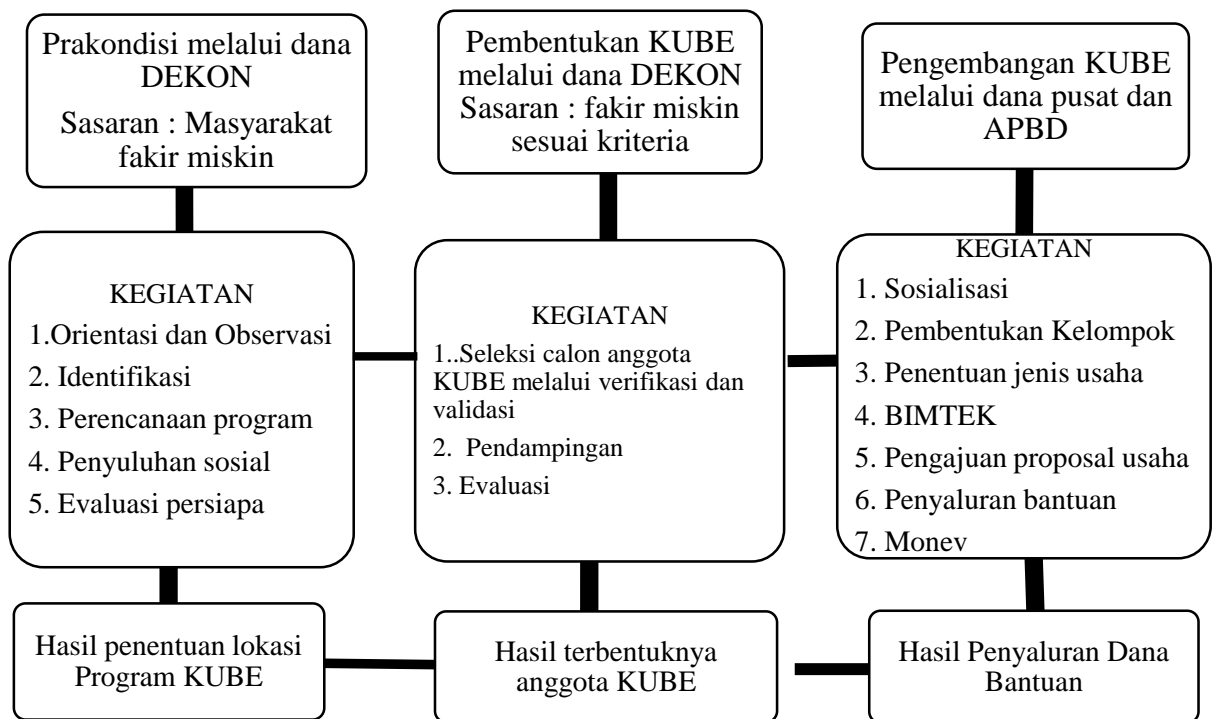 Prakondisi melalui dana
DEKON
Sasaran : Masyarakat
fakir miskin
Pembentukan KUBE
melalui dana DEKON
Sasaran : fakir miskin
sesuai kriteria
Pengembangan KUBE
melalui dana pusat dan
APBD
KEGIATAN
1.Orientasi dan Observasi
2. Identifikasi
3. Perencanaan program
4. Penyuluhan sosial
5. Evaluasi persiapa
KEGIATAN
1..Seleksi calon anggota
KUBE melalui verifikasi dan
validasi
2. Pendampingan
3. Evaluasi
KEGIATAN
1. Sosialisasi
2. Pembentukan Kelompok
3. Penentuan jenis usaha
4. BIMTEK
5. Pengajuan proposal usaha
6. Penyaluran bantuan
7. Monev
Hasil penentuan lokasi
Program KUBE
Hasil terbentuknya
anggota KUBE
Hasil Penyaluran Dana
Bantuan